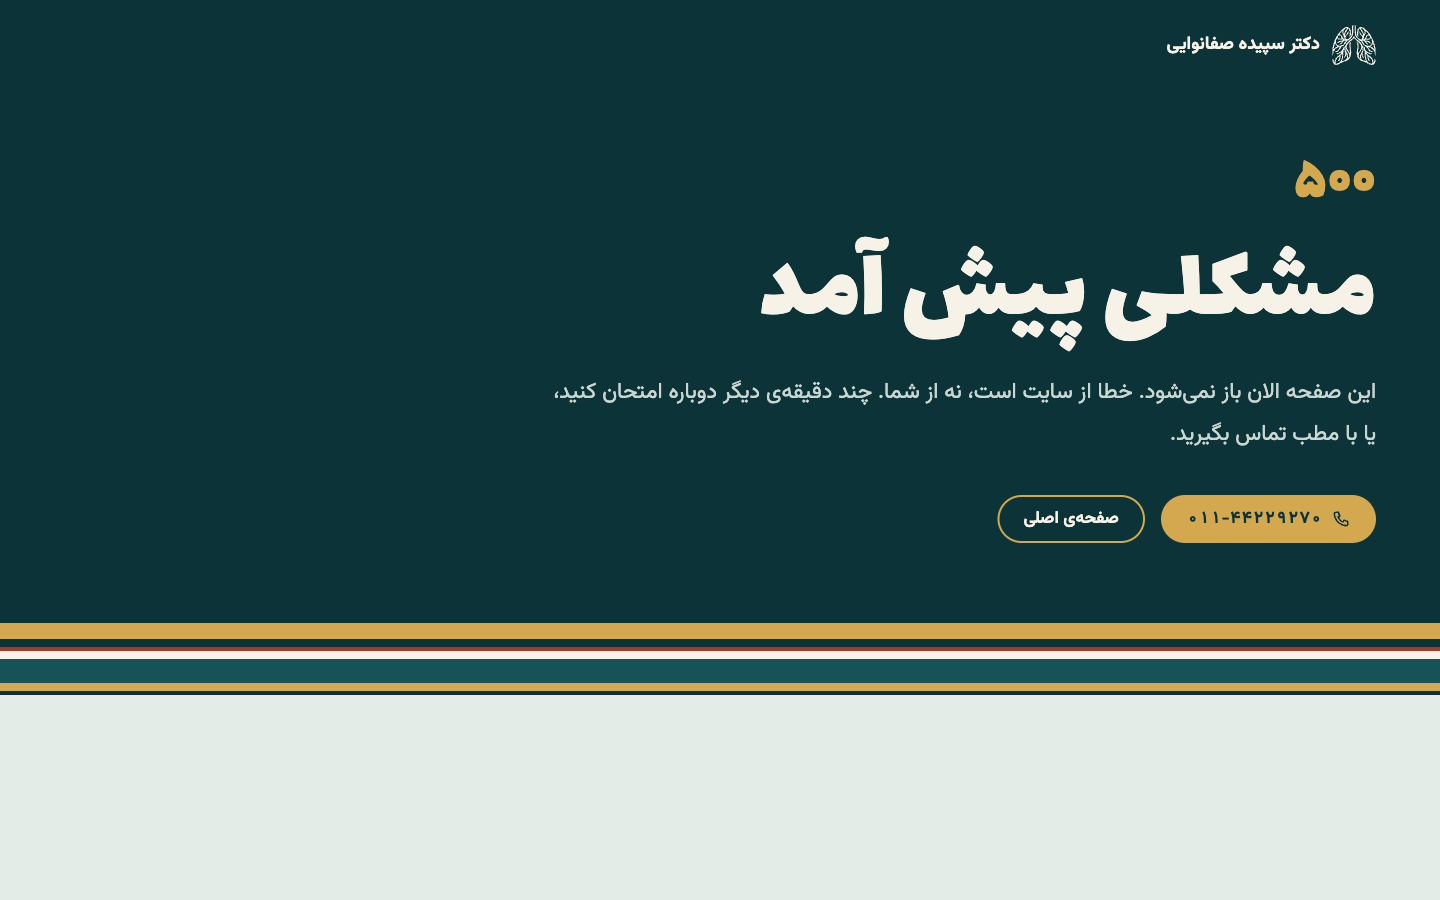 دکتر سپیده صفانوایی
۵۰۰
مشکلی پیش آمد
این صفحه الان باز نمی‌شود. خطا از سایت است، نه از شما. چند دقیقه‌ی دیگر دوباره امتحان کنید،
یا با مطب تماس بگیرید.
۰۱۱-۴۴۲۲۹۲۷۰
صفحه‌ی اصلی